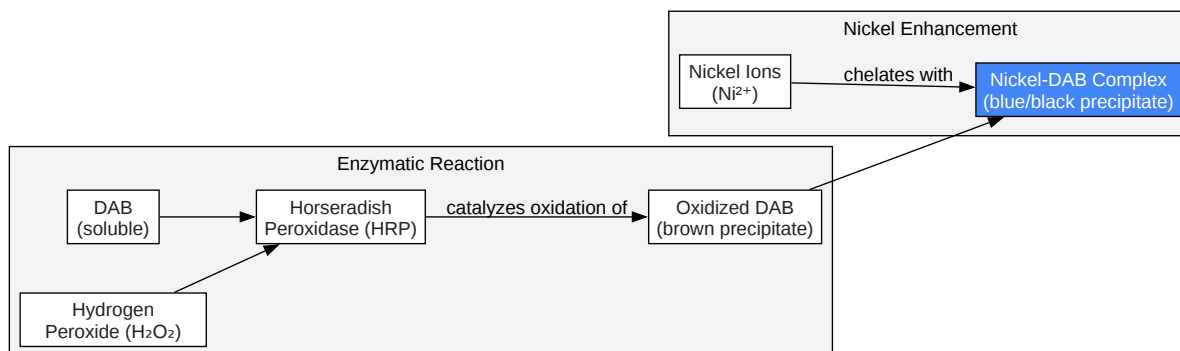 Nickel Enhancement
Nickel Ions
(Ni²⁺)
chelates with
Nickel-DAB Complex
(blue/black precipitate)
Enzymatic Reaction
DAB
(soluble)
Horseradish
Peroxidase (HRP)
catalyzes oxidation of
Oxidized DAB
(brown precipitate)
Hydrogen
Peroxide (H₂O₂)